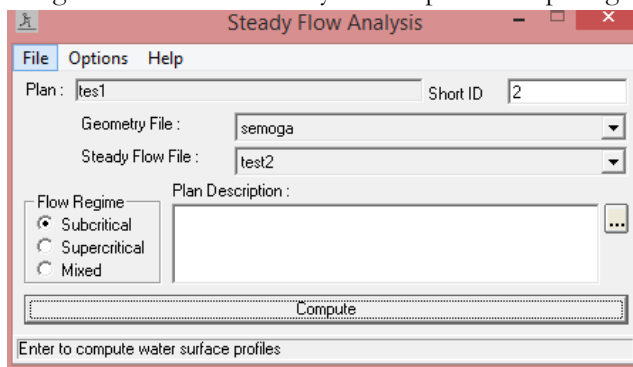 Steady Flow Analysis
File Options Help
Plan : tes1 Short ID 2
Geometry File : semoga
Steady Flow File : test2
Flow Regime Plan Description :
Subcritical
Supercritical
Mixed
...
Compute
Enter to compute water surface profiles